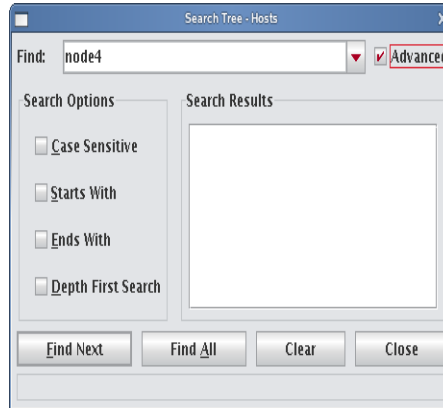 Search Tree - Hosts
Find: node4 Advanced
Search Options Search Results
Case Sensitive
Starts With
Ends With
Depth First Search
Find Next Find All Clear Close